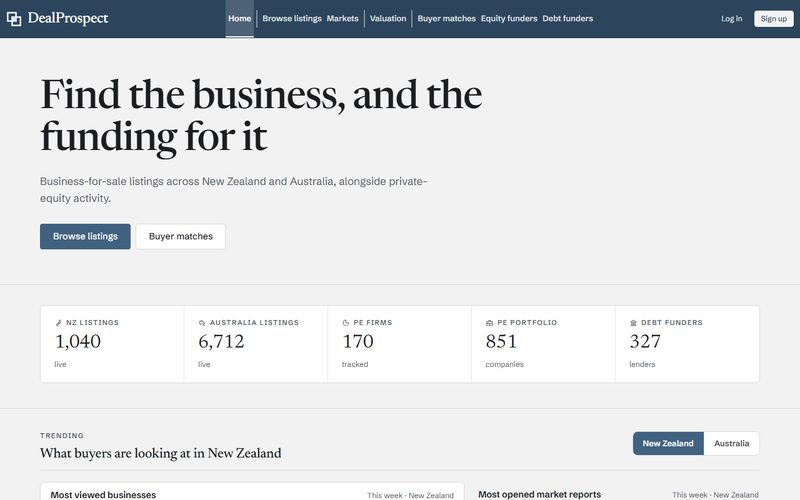 DealProspect
Home
Browse listings
Markets
Valuation
Buyer matches
Equity funders
Debt funders
Log in
Sign up
Find the business, and the
funding for it
Business-for-sale listings across New Zealand and Australia, alongside private-
equity activity.
Browse listings
Buyer matches
NZ LISTINGS
1,040
live
AUSTRALIA LISTINGS
6,712
live
PE FIRMS
170
tracked
PE PORTFOLIO
851
companies
DEBT FUNDERS
327
lenders
TRENDING
What buyers are looking at in New Zealand
New Zealand
Australia
Most viewed businesses
This week · New Zealand
Most opened market reports
This week · New Zealand